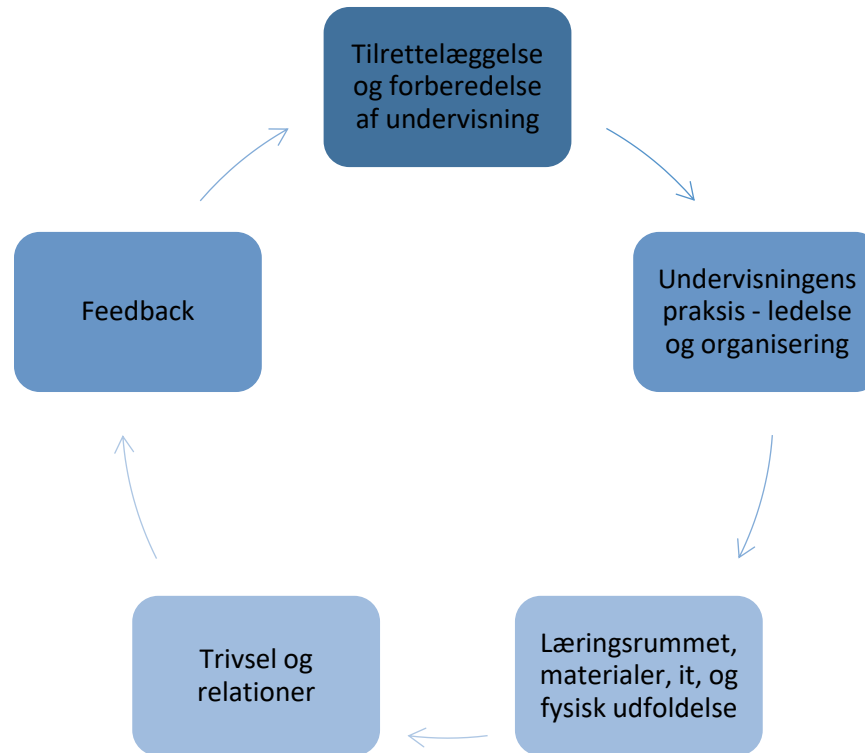 Tilrettelæggelse
og forberedelse
af undervisning
Undervisningens
praksis - ledelse
og organisering
Læringsrummet,
materialer, it, og
fysisk udfoldelse
Trivsel og
relationer
Feedback